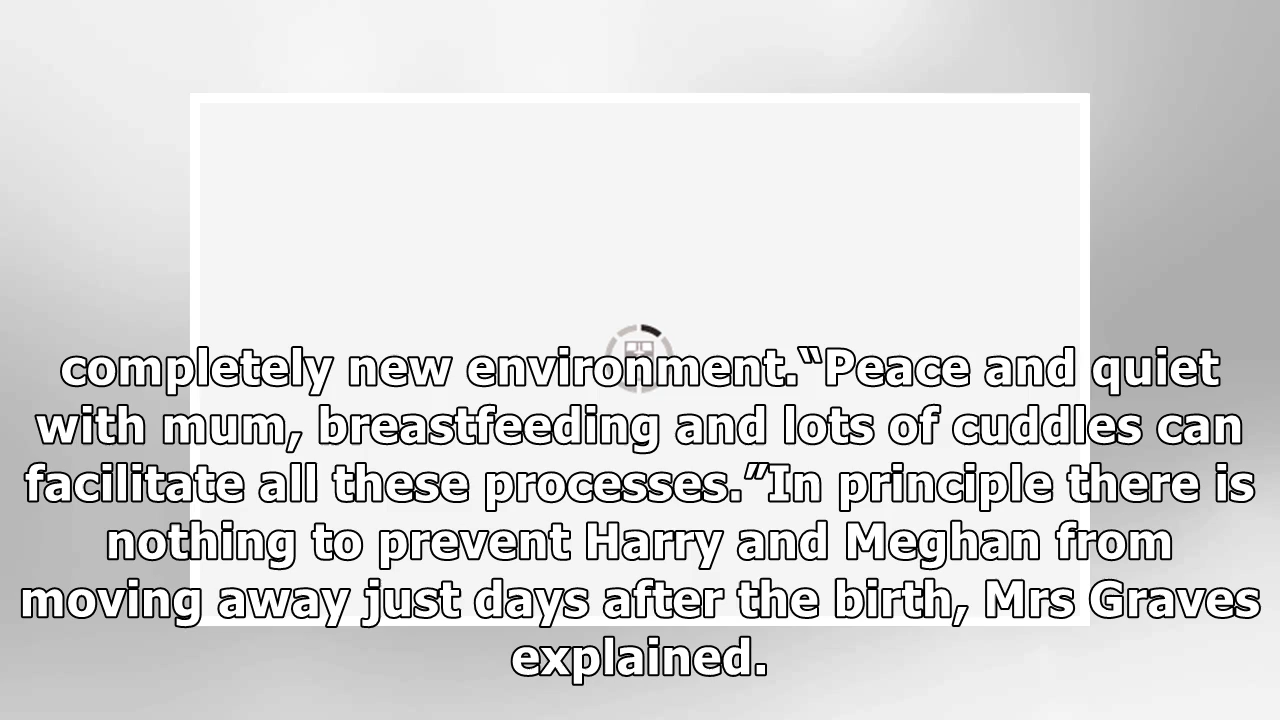 completely new environment.“Peace and quiet
with mum, breastfeeding and lots of cuddles can
facilitate all these processes.”In principle there is
nothing to prevent Harry and Meghan from
moving away just days after the birth, Mrs Graves
explained.